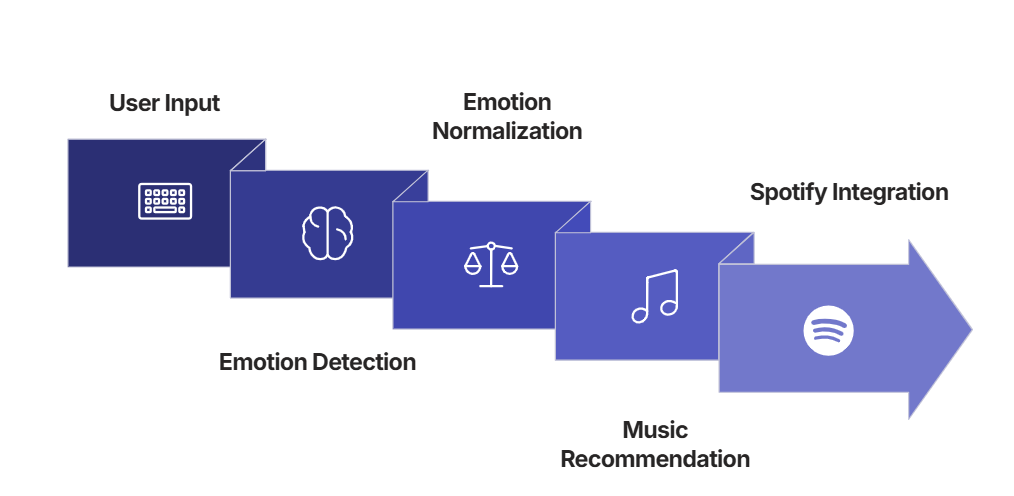 User Input
Emotion
Normalization
Spotify Integration
Emotion Detection
Music
Recommendation